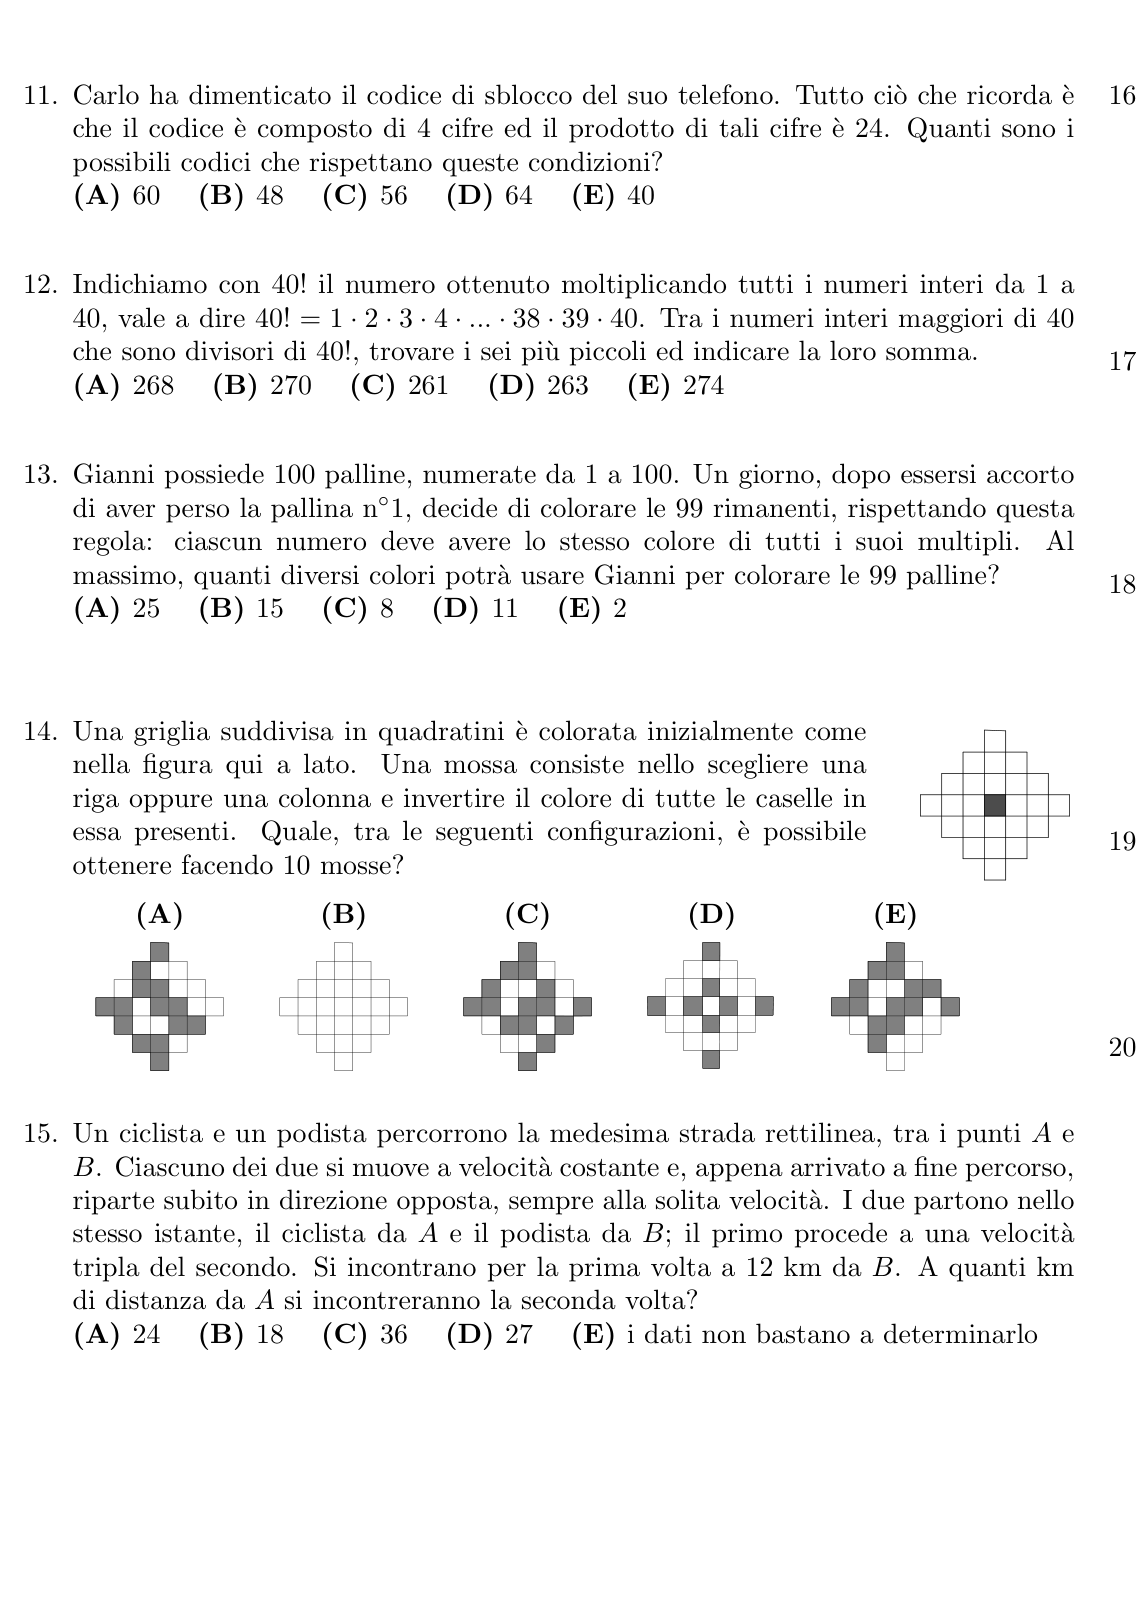 11. Carlo ha dimenticato il codice di sblocco del suo telefono. Tutto ciò che ricorda è
che il codice è composto di 4 cifre ed il prodotto di tali cifre è 24. Quanti sono i
possibili codici che rispettano queste condizioni?
(A) 60 (B) 48 (C) 56 (D) 64 (E) 40
12. Indichiamo con 40! il numero ottenuto moltiplicando tutti i numeri interi da 1 a
40, vale a dire 40! = 1 · 2 · 3 · 4 · ... · 38 · 39 · 40. Tra i numeri interi maggiori di 40
che sono divisori di 40!, trovare i sei più piccoli ed indicare la loro somma.
(A) 268 (B) 270 (C) 261 (D) 263 (E) 274
13. Gianni possiede 100 palline, numerate da 1 a 100. Un giorno, dopo essersi accorto
di aver perso la pallina n°1, decide di colorare le 99 rimanenti, rispettando questa
regola: ciascun numero deve avere lo stesso colore di tutti i suoi multipli. Al
massimo, quanti diversi colori potrà usare Gianni per colorare le 99 palline?
(A) 25 (B) 15 (C) 8 (D) 11 (E) 2
14. Una griglia suddivisa in quadratini è colorata inizialmente come
nella figura qui a lato. Una mossa consiste nello scegliere una
riga oppure una colonna e invertire il colore di tutte le caselle in
essa presenti. Quale, tra le seguenti configurazioni, è possibile
ottenere facendo 10 mosse?
(A) (B) (C) (D) (E)
15. Un ciclista e un podista percorrono la medesima strada rettilinea, tra i punti A e
B. Ciascuno dei due si muove a velocità costante e, appena arrivato a fine percorso,
riparte subito in direzione opposta, sempre alla solita velocità. I due partono nello
stesso istante, il ciclista da A e il podista da B; il primo procede a una velocità
tripla del secondo. Si incontrano per la prima volta a 12 km da B. A quanti km
di distanza da A si incontreranno la seconda volta?
(A) 24 (B) 18 (C) 36 (D) 27 (E) i dati non bastano a determinarlo
16
17
18
19
20